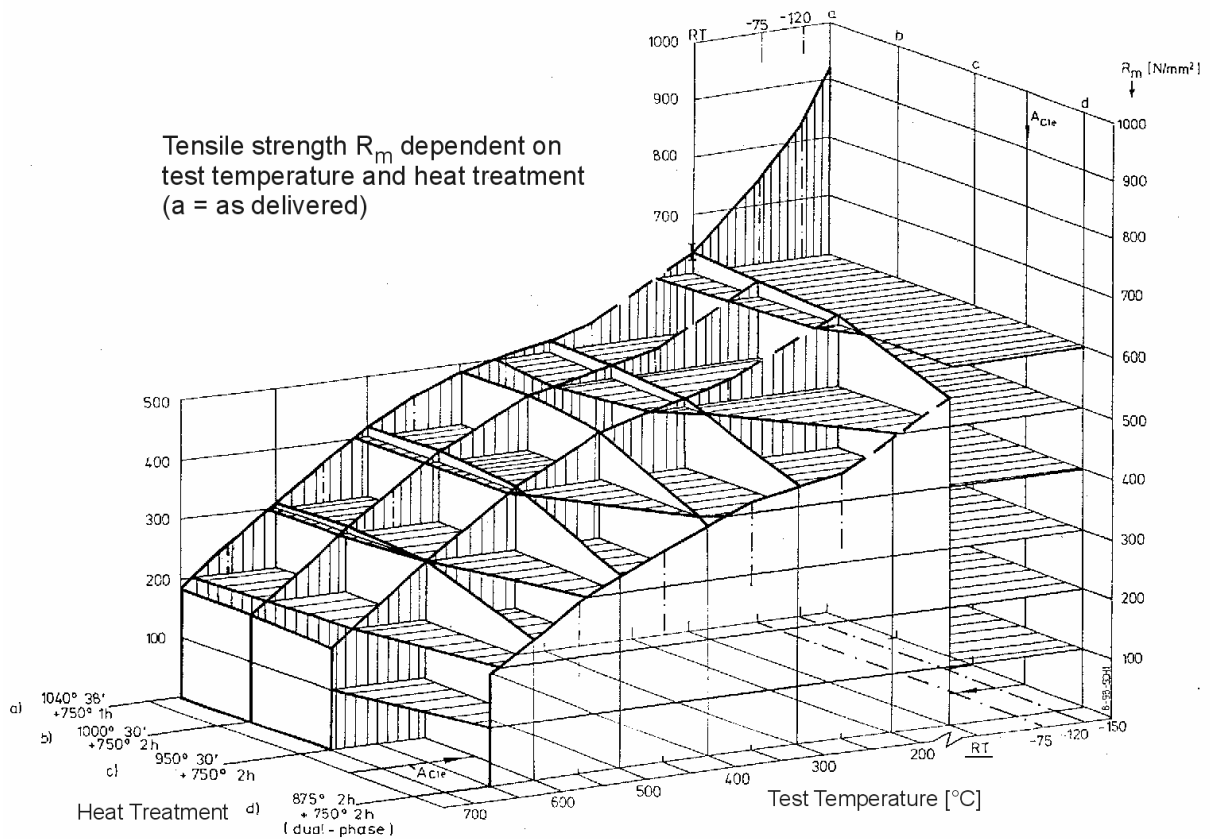 RT
-75
-120
a
b
c
d
1000
900
800
700
A_C1e
R_m [N/mm²]
1000
900
800
700
600
500
400
300
200
100
Tensile strength R_m dependent on
test temperature and heat treatment
(a = as delivered)
500
400
300
200
100
a) 1040° 38'
+750° 1h
b) 1000° 30'
+750° 2h
c) 950° 30'
+750° 2h
d) 875° 2h
+ 750° 2h
(dual-phase)
A_C1e
Heat Treatment
700
600
500
400
300
200
RT
-75
-120
-150
Test Temperature [°C]